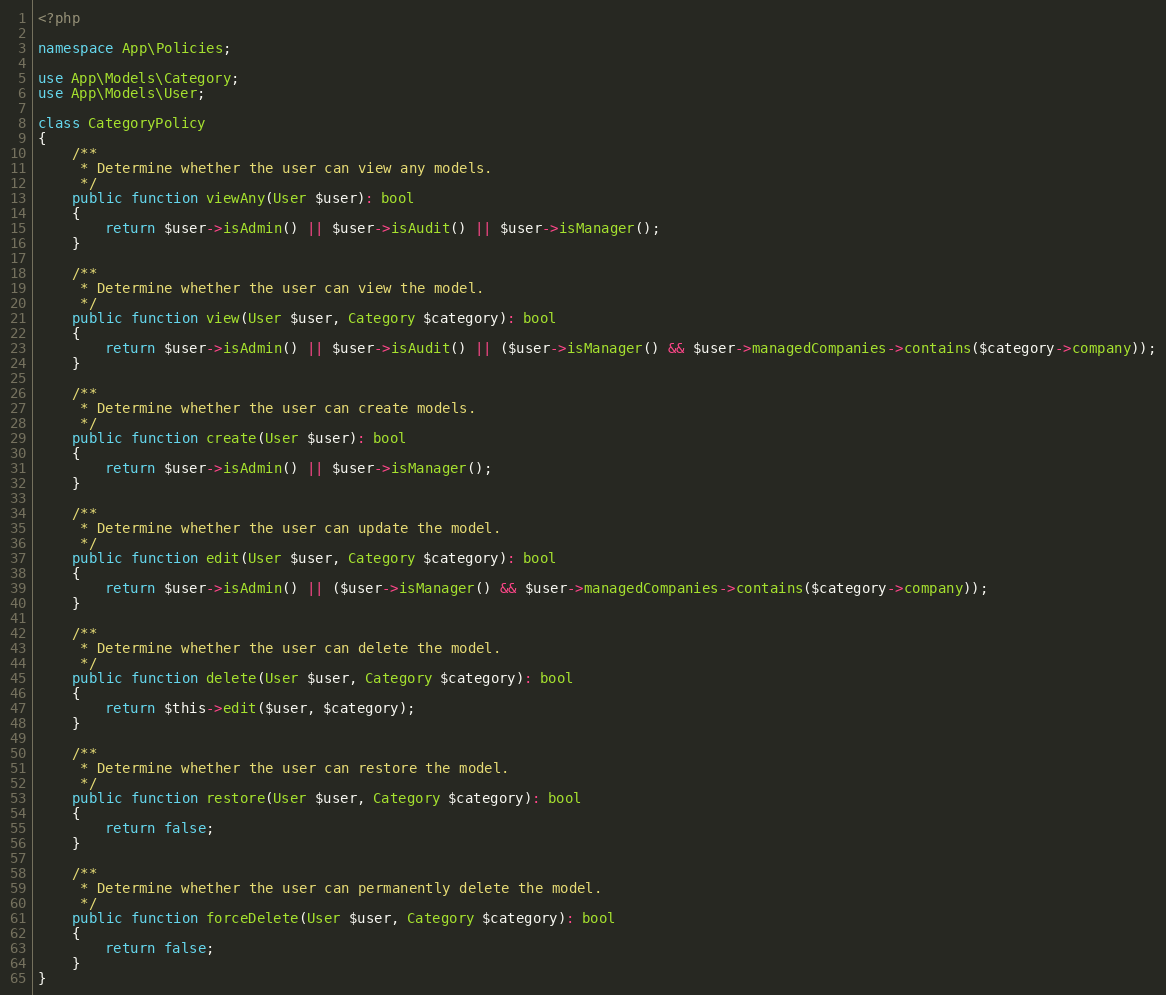 1 <?php
2
3 namespace App\Policies;
4
5 use App\Models\Category;
6 use App\Models\User;
7
8 class CategoryPolicy
9 {
10     /**
11      * Determine whether the user can view any models.
12      */
13     public function viewAny(User $user): bool
14     {
15         return $user->isAdmin() || $user->isAudit() || $user->isManager();
16     }
17
18     /**
19      * Determine whether the user can view the model.
20      */
21     public function view(User $user, Category $category): bool
22     {
23         return $user->isAdmin() || $user->isAudit() || ($user->isManager() && $user->managedCompanies->contains($category->company));
24     }
25
26     /**
27      * Determine whether the user can create models.
28      */
29     public function create(User $user): bool
30     {
31         return $user->isAdmin() || $user->isManager();
32     }
33
34     /**
35      * Determine whether the user can update the model.
36      */
37     public function edit(User $user, Category $category): bool
38     {
39         return $user->isAdmin() || ($user->isManager() && $user->managedCompanies->contains($category->company));
40     }
41
42     /**
43      * Determine whether the user can delete the model.
44      */
45     public function delete(User $user, Category $category): bool
46     {
47         return $this->edit($user, $category);
48     }
49
50     /**
51      * Determine whether the user can restore the model.
52      */
53     public function restore(User $user, Category $category): bool
54     {
55         return false;
56     }
57
58     /**
59      * Determine whether the user can permanently delete the model.
60      */
61     public function forceDelete(User $user, Category $category): bool
62     {
63         return false;
64     }
65 }